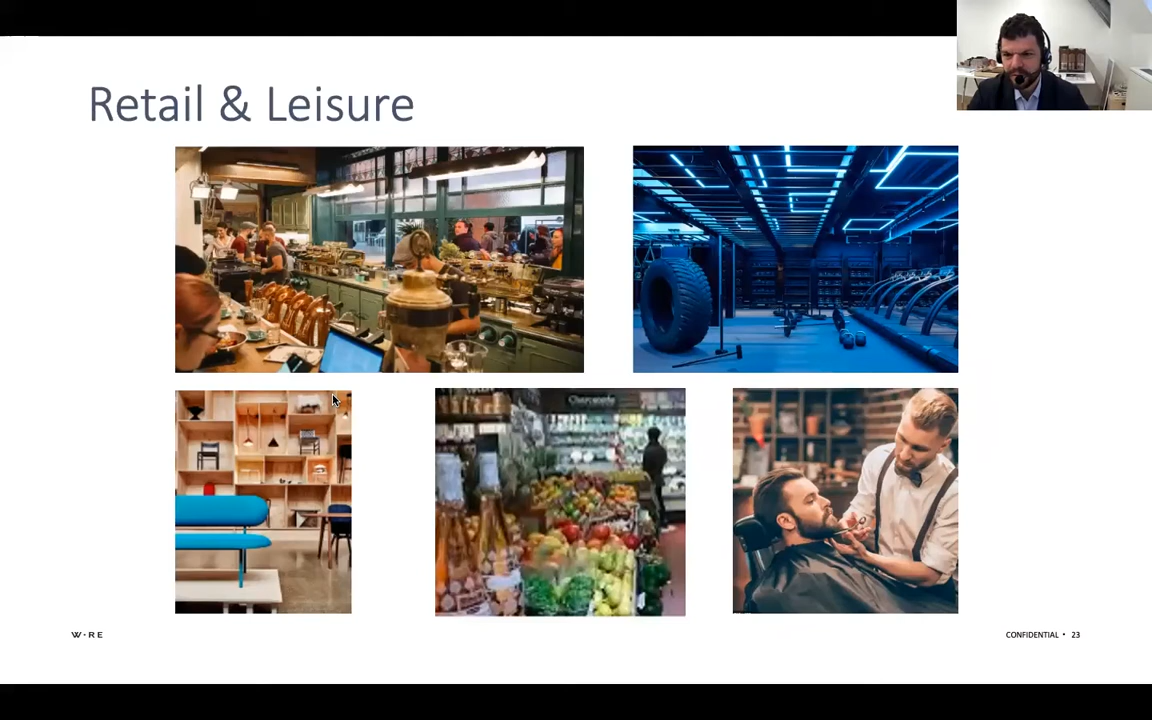 Retail & Leisure
W·RE
CONFIDENTIAL • 23